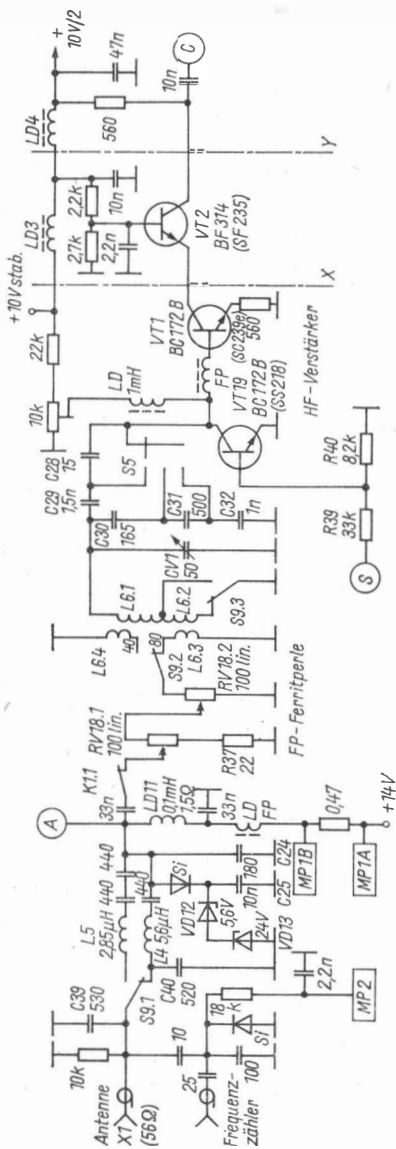 Antenne
X1
(56Ω)
10k
C39
530
S9.1
10
25
Frequenz-
zähler
100
18
k
Si
2,2n
MP2
L5
2,85µH
440
440
L4
5,6µH
440
C40
520
Si
VD12
5,6V
24V
VD13
10n
C25
180
C24
A
33n
K1.1
LD11
0,1mH
1,5Ω
33n
LD
FP
MP1B
0,47
MP1A
+14V
RV18.1
100 lin.
R37
22
RV18.2
100 lin.
FP-Ferritperle
L6.4
40
80
S9.2
L6.3
L6.1
L6.2
S9.3
CV1
50
C29
1,5n
C28
15
C30
165
C31
500
C32
1n
S5
LD
1mH
10k
22k
+10V stab.
FP
VT19
BC172B
(SS218)
HF-Verstärker
S
R39
33k
R40
8,2k
VT1
BC172B
(SC239e)
560
X
LD3
2,7k
2,2k
2,2n
10n
VT2
BF314
(SF235)
Y
LD4
560
47n
+
10V/2
10n
C